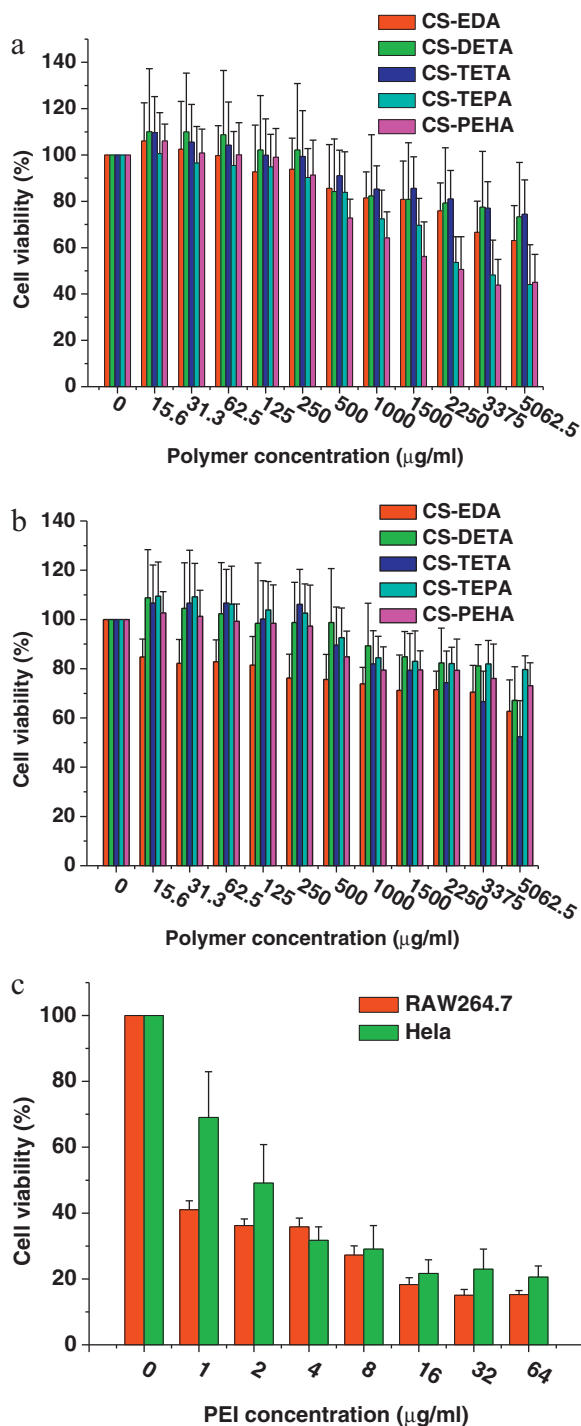 a
CS-EDA
CS-DETA
CS-TETA
CS-TEPA
CS-PEHA
140
120
100
80
60
40
20
0
Cell viability (%)
0 15.6 31.3 62.5 125 250 500 1000 1500 2250 3375 5062.5
Polymer concentration (μg/ml)
b
CS-EDA
CS-DETA
CS-TETA
CS-TEPA
CS-PEHA
140
120
100
80
60
40
20
0
Cell viability (%)
0 15.6 31.3 62.5 125 250 500 1000 1500 2250 3375 5062.5
Polymer concentration (μg/ml)
c
RAW264.7
Hela
100
80
60
40
20
0
Cell viability (%)
0 1 2 4 8 16 32 64
PEI concentration (μg/ml)